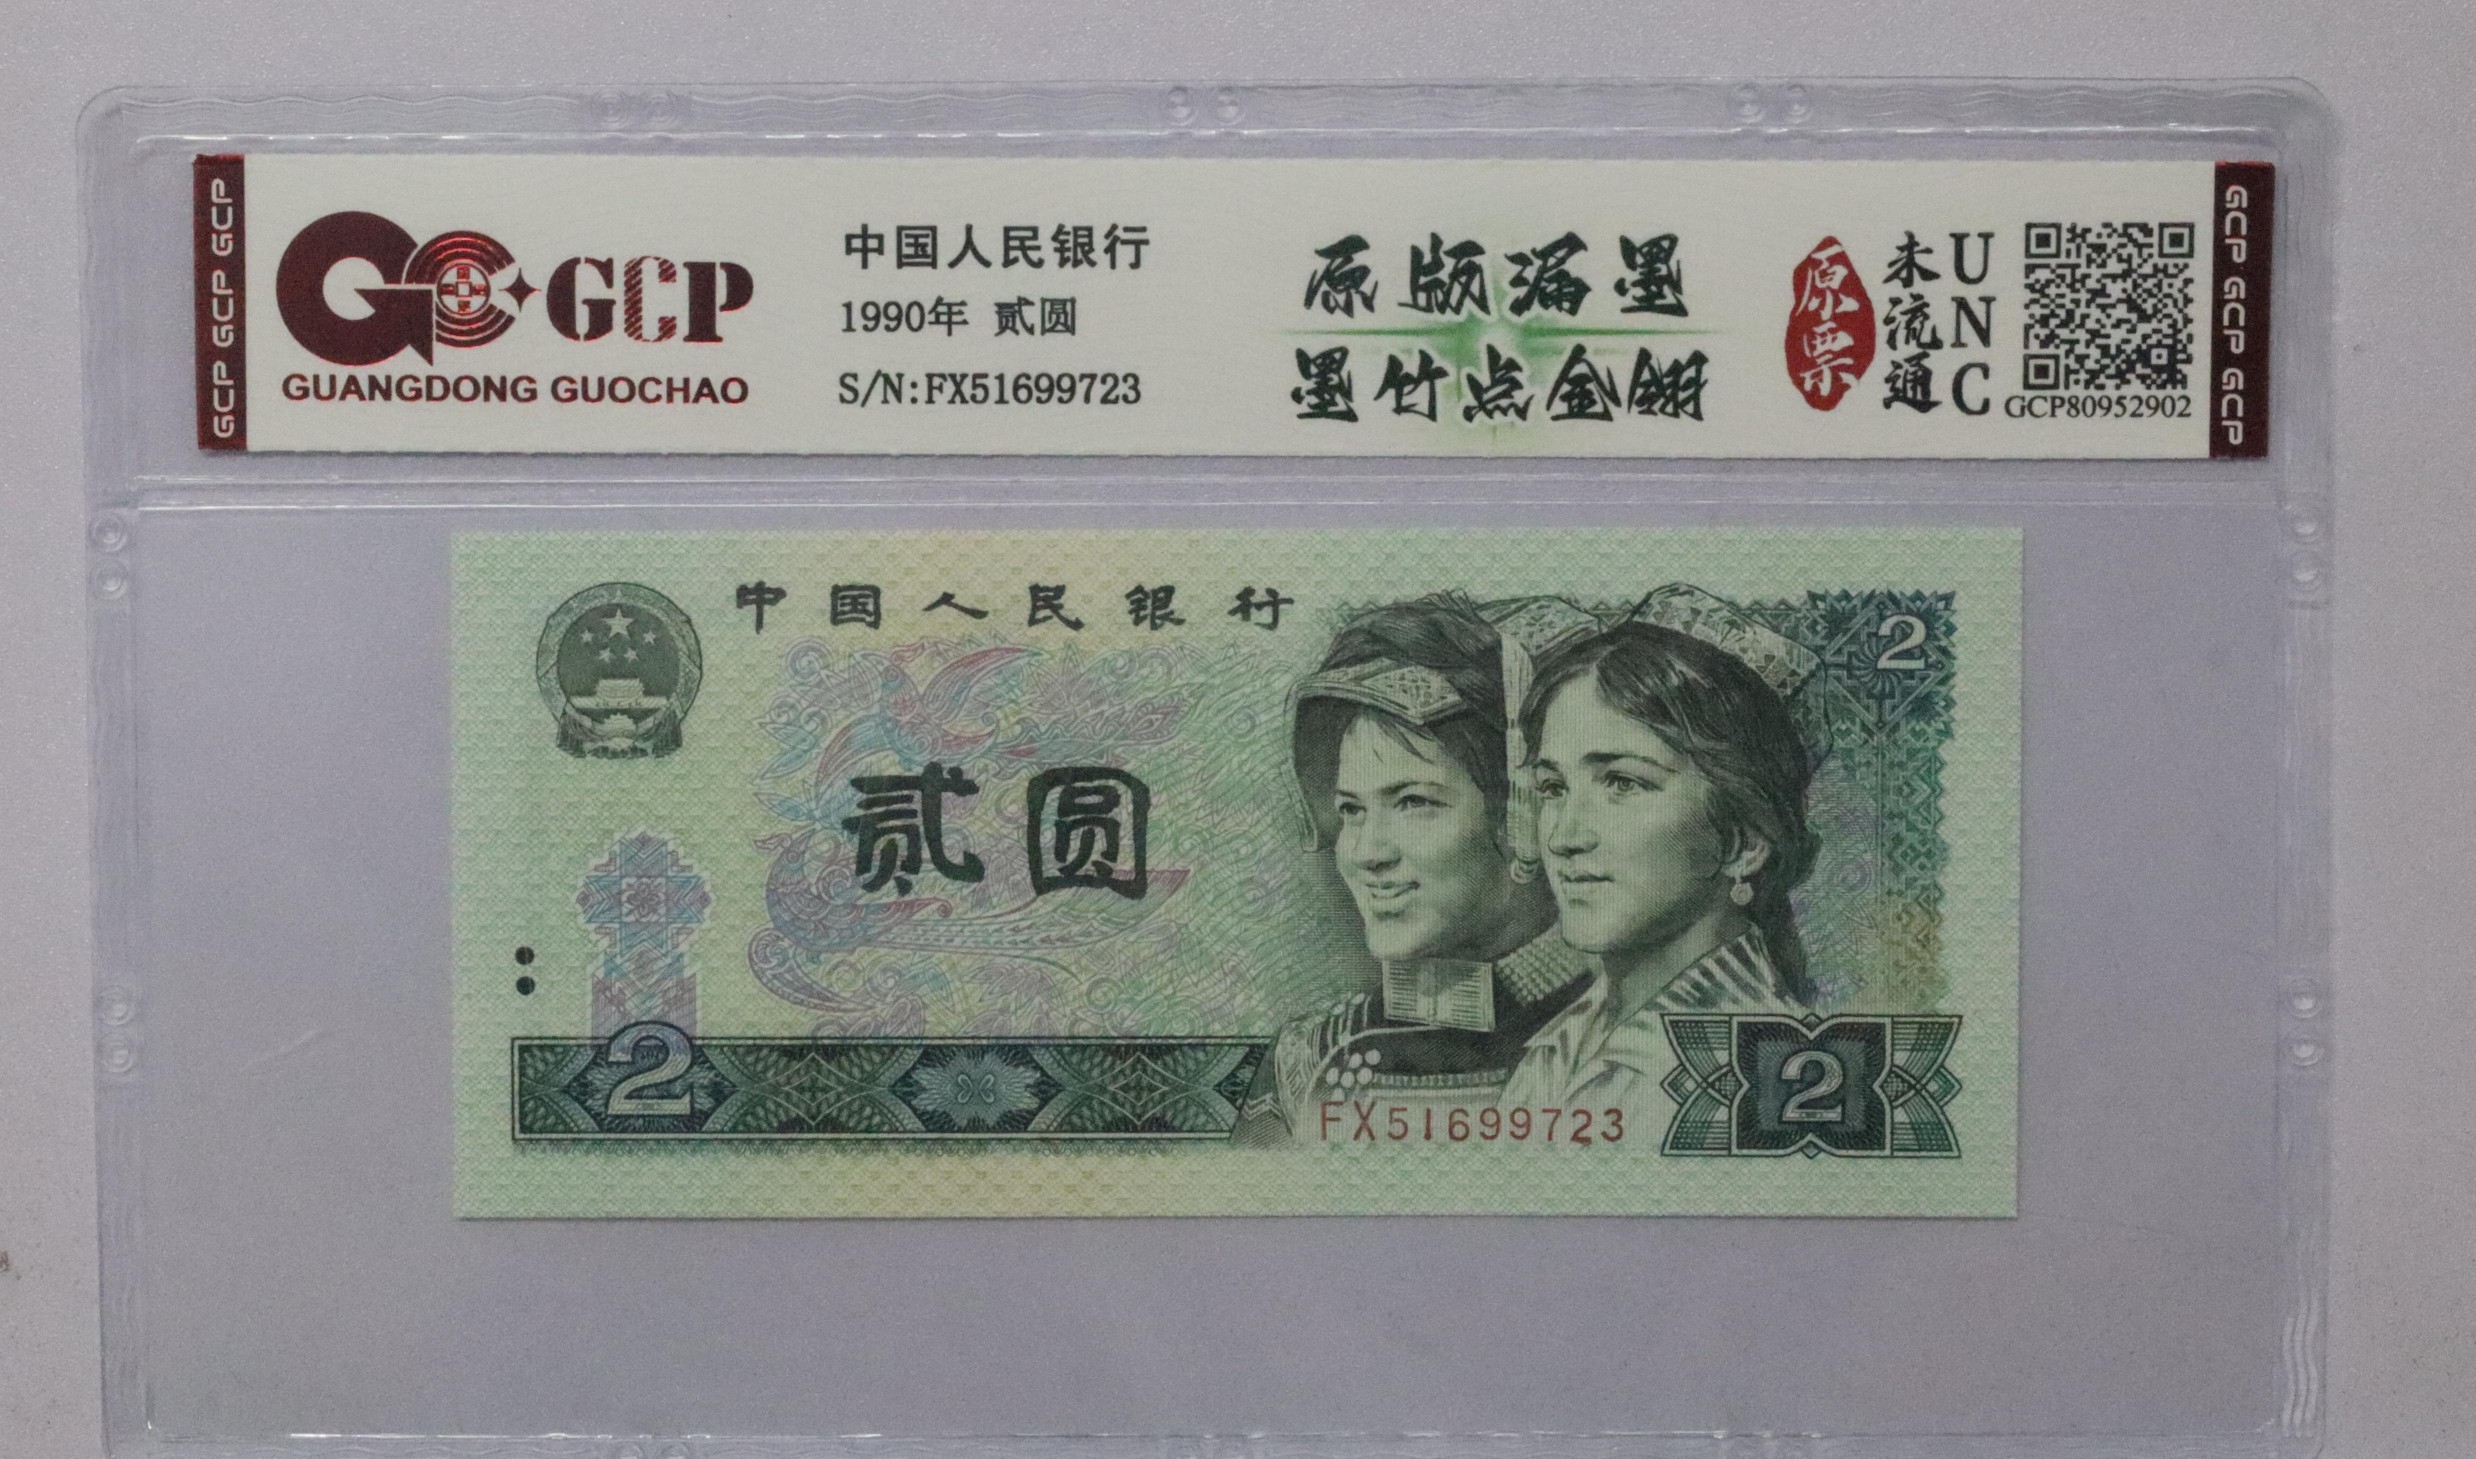 GCP GCP GCP
GCP
GUANGDONG GUOCHAO
中国人民银行
1990年 贰圆
S/N:FX51699723
原版漏墨
墨竹点金翎
原票
未流通
UNC
GCP80952902
GCP GCP GCP
中国人民银行
2
贰圆
2
FX51699723
2